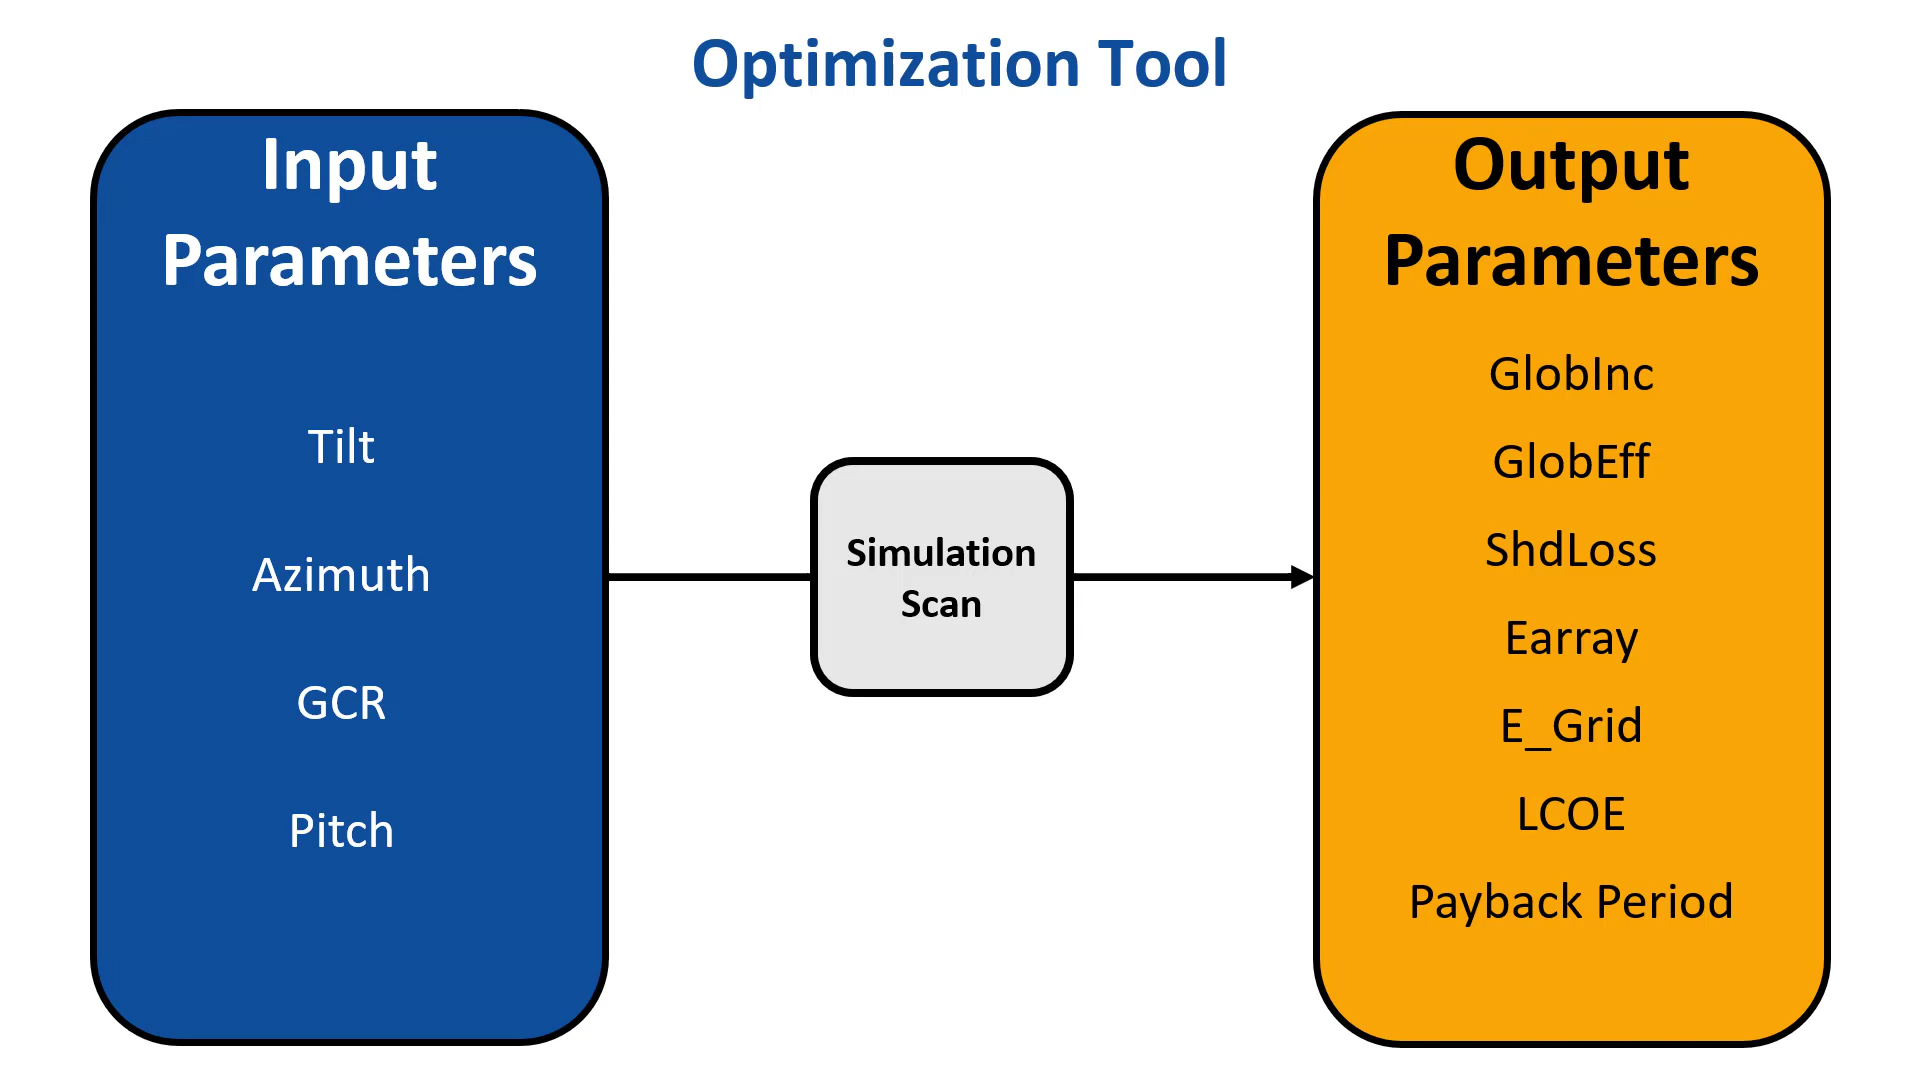 Optimization Tool
Input
Parameters
Tilt
Azimuth
GCR
Pitch
Simulation
Scan
Output
Parameters
GlobInc
GlobEff
ShdLoss
Earray
E_Grid
LCOE
Payback Period